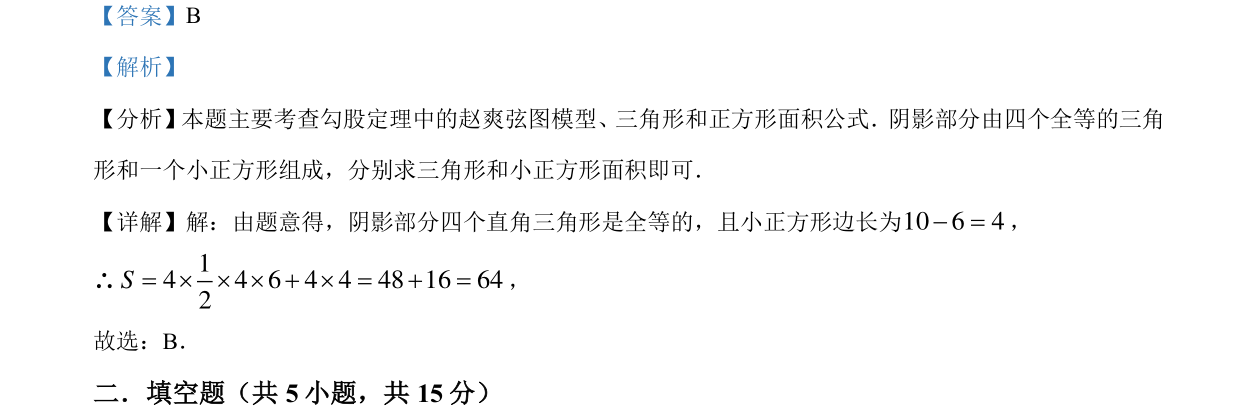 【答案】B
【解析】
【分析】本题主要考查勾股定理中的赵爽弦图模型、三角形和正方形面积公式．阴影部分由四个全等的三角
形和一个小正方形组成，分别求三角形和小正方形面积即可．
【详解】解：由题意得，阴影部分四个直角三角形是全等的，且小正方形边长为10－6＝4，
∴ S = 4×1/2×4×6+4×4=48+16=64，
故选：B．
二．填空题（共 5 小题，共 15 分）